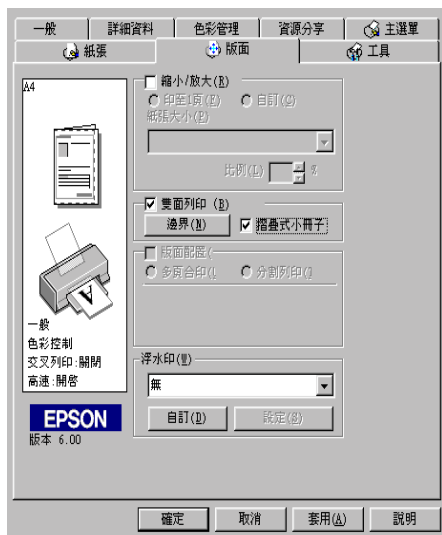 一般 詳細資料 色彩管理 資源分享 主選單
紙張 版面 工具
A4
一般
色彩控制
交叉列印:關閉
高速:開啓
EPSON
版本 6.00
縮小/放大(R)
印至1頁(F) 自訂(C)
紙張大小(P)
比例(L) %
雙面列印 (B)
邊界(N) 摺疊式小冊子
版面配置(
多頁合印( 分割列印(
浮水印(W)
無
自訂(D) 設定(S)
確定 取消 套用(A) 說明